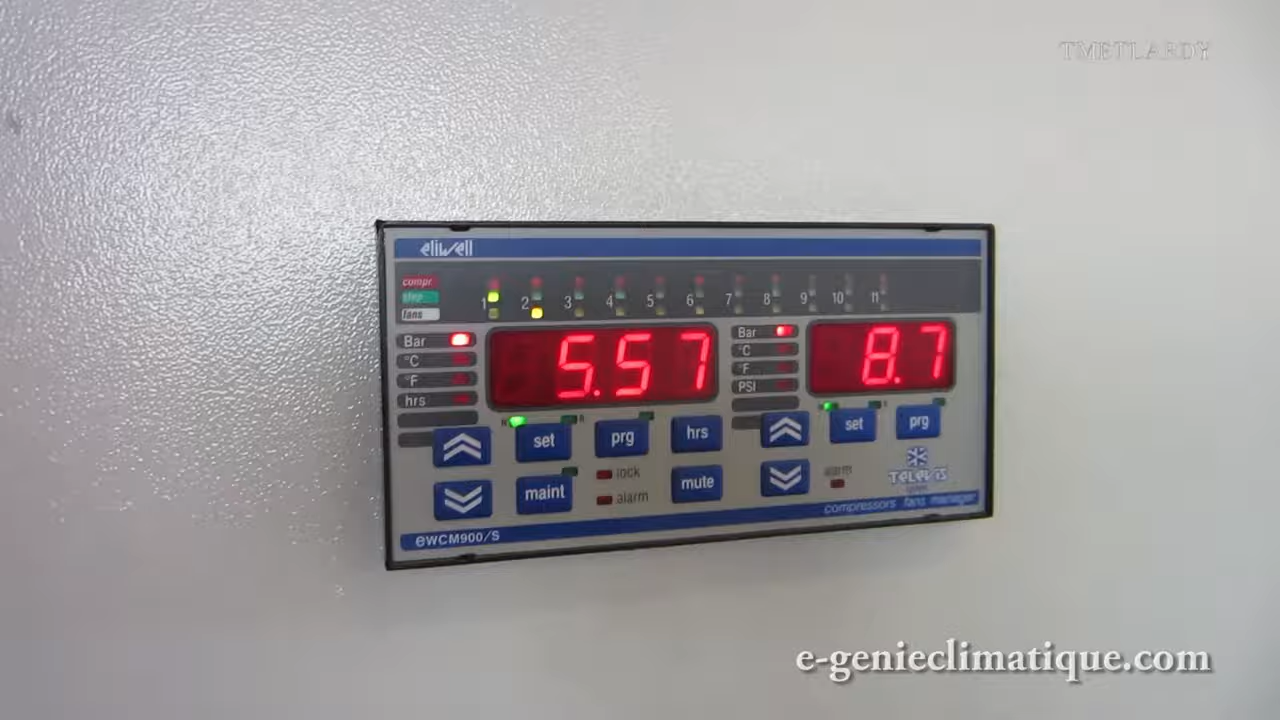 TMETLARDY
eliwell
compr
step
fans
1 2 3 4 5 6 7 8 9 10 11
Bar
°C
°F
hrs
5.57
Bar
°C
°F
PSI
8.7
set
prg
hrs
set
prg
maint
lock
alarm
mute
alarm
TELEVIS
compressors fans manager
eWCM900/S
e-genieclimatique.com